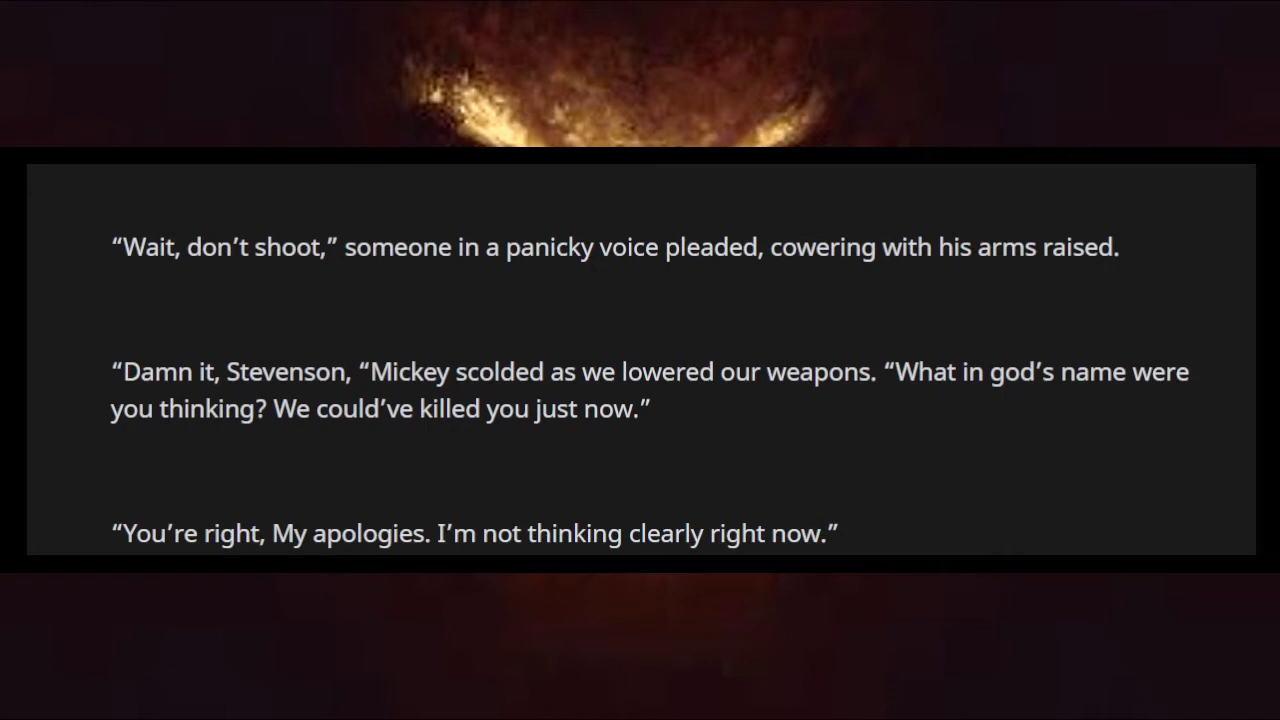 “Wait, don’t shoot,” someone in a panicky voice pleaded, cowering with his arms raised.
“Damn it, Stevenson, “Mickey scolded as we lowered our weapons. “What in god’s name were
you thinking? We could’ve killed you just now.”
“You’re right, My apologies. I’m not thinking clearly right now.”